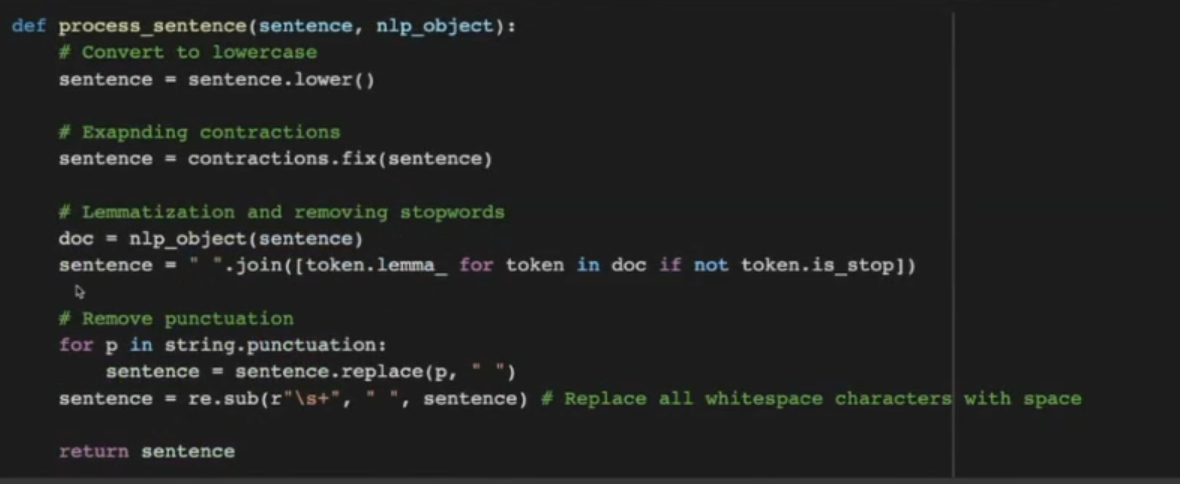 def process_sentence(sentence, nlp_object):
    # Convert to lowercase
    sentence = sentence.lower()
    # Exapnding contractions
    sentence = contractions.fix(sentence)
    # Lemmatization and removing stopwords
    doc = nlp_object(sentence)
    sentence = " ".join([token.lemma_ for token in doc if not token.is_stop])
    # Remove punctuation
    for p in string.punctuation:
        sentence = sentence.replace(p, " ")
    sentence = re.sub(r"\s+", " ", sentence) # Replace all whitespace characters with space
    return sentence